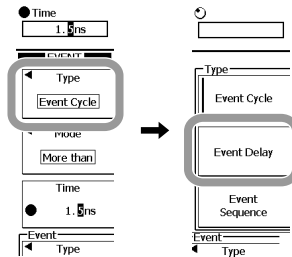 Time
1.5ns
EVENT
Type
Event Cycle
Mode
More than
Time
1.5ns
Event
Type
Type
Event Cycle
Event Delay
Event
Sequence
Event
Type